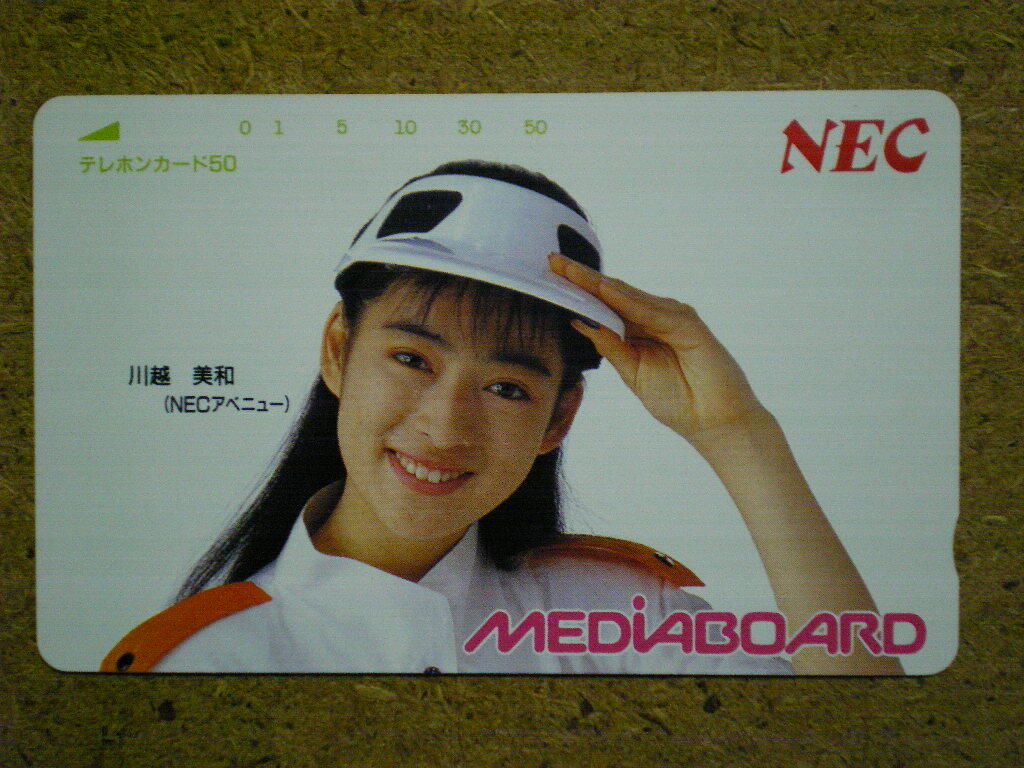 0 1 5 10 30 50
テレホンカード50
NEC
川越 美和
(NECアベニュー)
MEDiABOARD